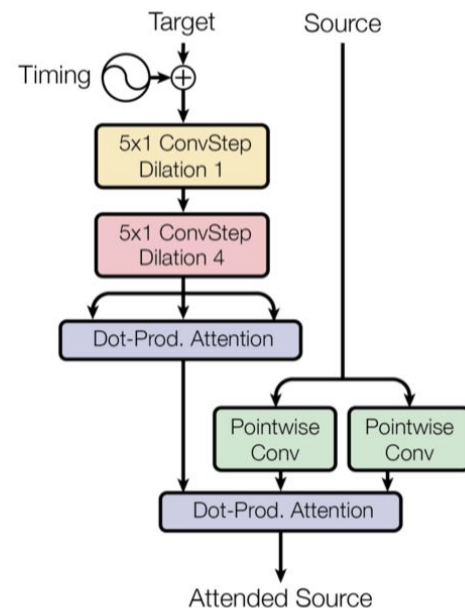 Target
Source
Timing
5x1 ConvStep
Dilation 1
5x1 ConvStep
Dilation 4
Dot-Prod. Attention
Pointwise
Conv
Pointwise
Conv
Dot-Prod. Attention
Attended Source